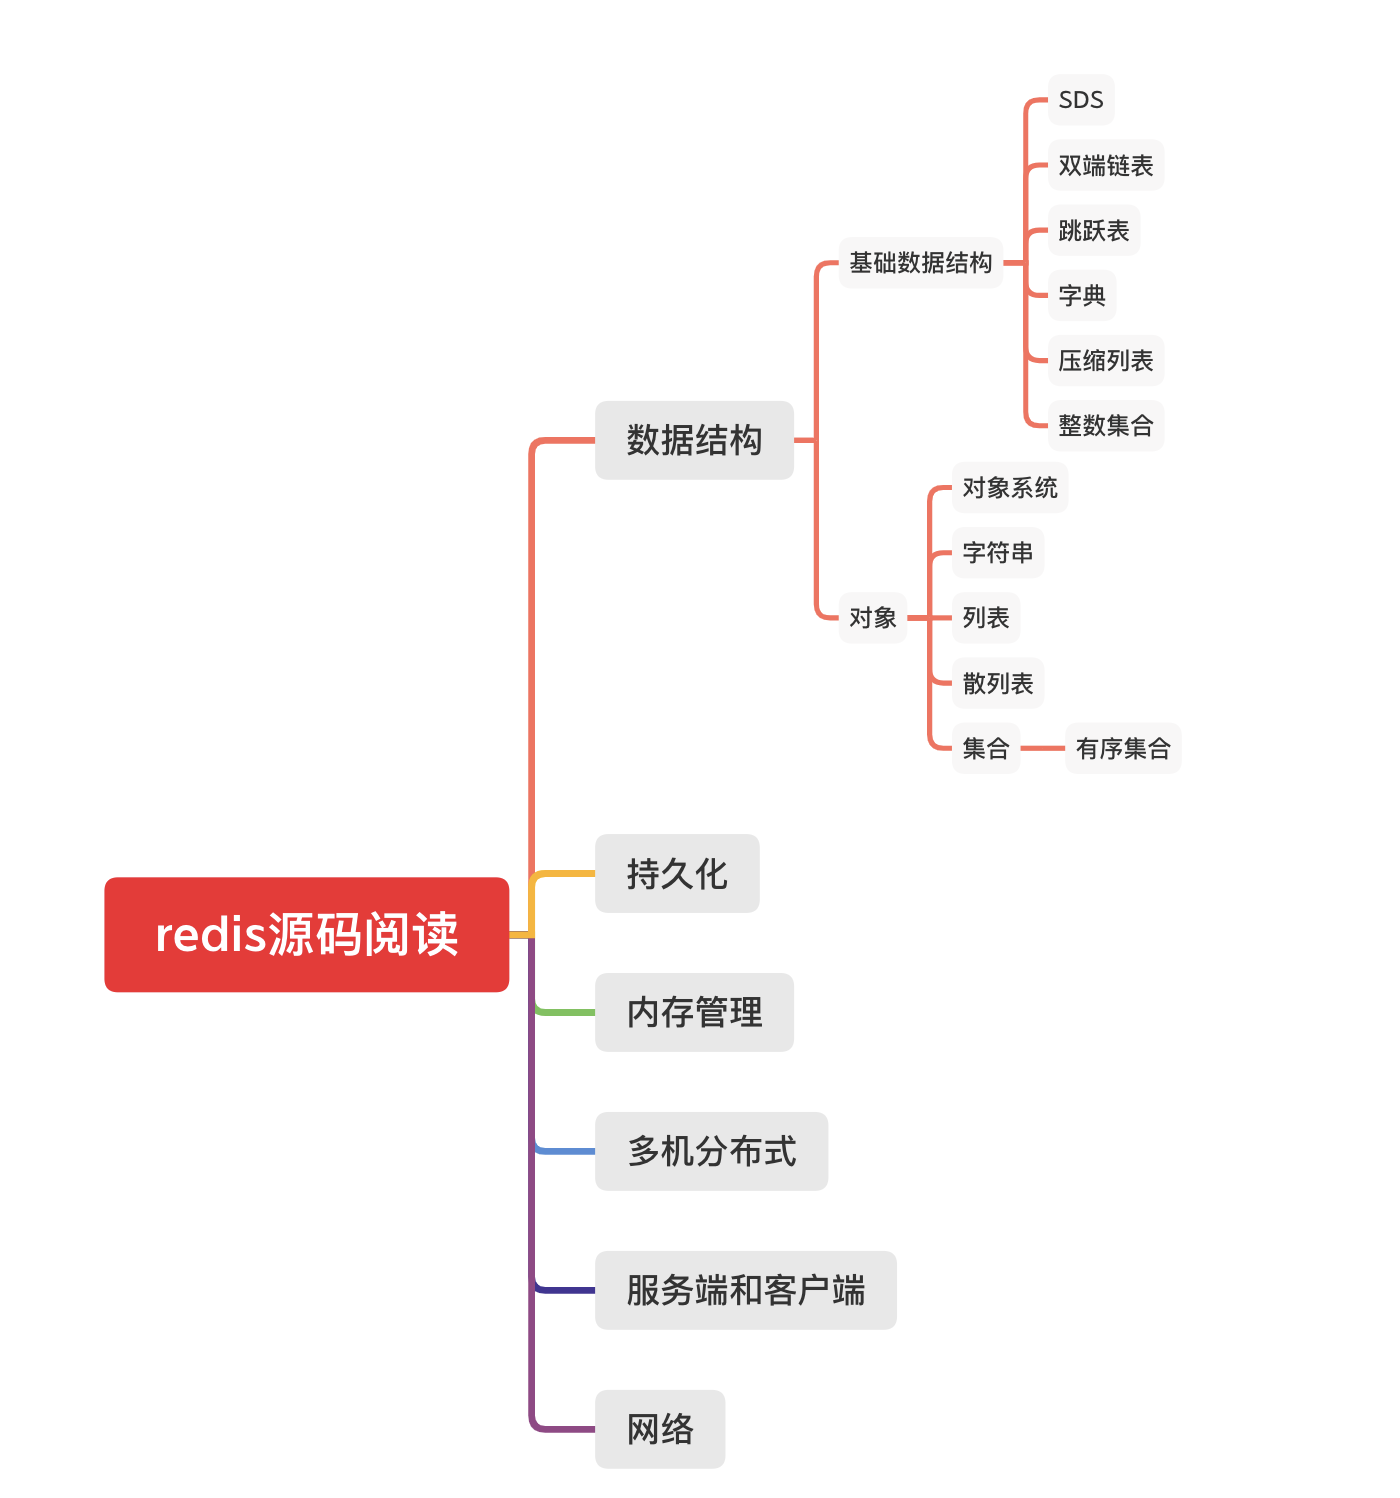 redis源码阅读
数据结构
基础数据结构
SDS
双端链表
跳跃表
字典
压缩列表
整数集合
对象
对象系统
字符串
列表
散列表
集合
有序集合
持久化
内存管理
多机分布式
服务端和客户端
网络